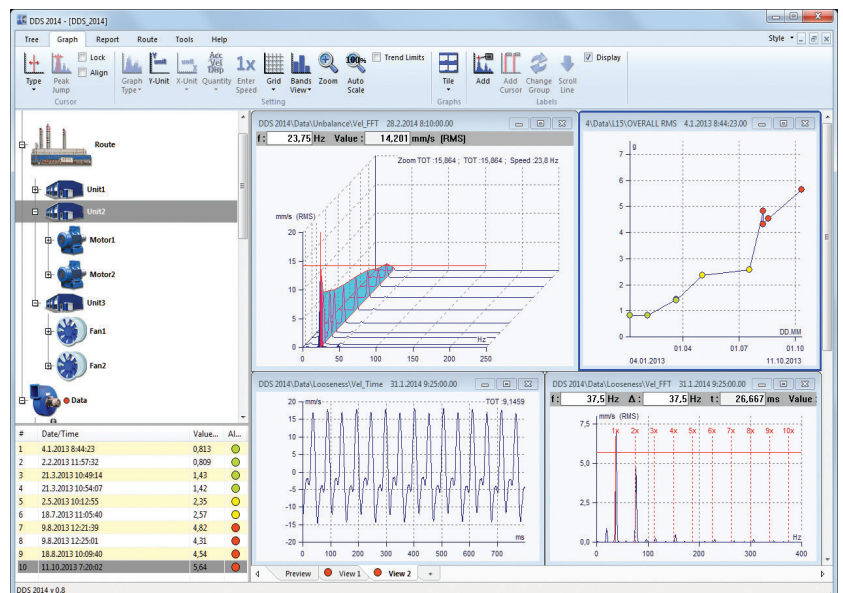 DDS 2014 - [DDS_2014]
Tree Graph Report Route Tools Help Style
Lock
Align
Trend Limits
Display
Type Peak Jump Graph Type Y-Unit X-Unit Quantity Enter Speed Grid Bands View Zoom Auto Scale Tile Add Add Cursor Change Group Scroll Line
Yunit unit Acc Vel Disp 1x 100%
Cursor Setting Graphs Labels
Route
Unit1
Unit2
Motor1
Motor2
Unit3
Fan1
Fan2
Data
# Date/Time Value... Al...
1 4.1.2013 8:44:23 0,813
2 2.2.2013 11:57:32 0,809
3 21.3.2013 10:49:14 1,43
4 21.3.2013 10:54:07 1,42
5 2.5.2013 10:12:55 2,35
6 18.7.2013 11:05:40 2,57
7 9.8.2013 12:21:39 4,82
8 9.8.2013 12:25:01 4,31
9 18.8.2013 10:09:40 4,54
10 11.10.2013 7:20:02 5,64
DDS 2014 v 0.8
DDS 2014\Data\Unbalance\Vel_FFT 28.2.2014 8:10:00.00
f: 23,75 Hz Value: 14,201 mm/s (RMS)
Zoom TOT :15,864 ; TOT :15,864 ; Speed :23,8 Hz
mm/s (RMS)
20
15
10
5
0
Hz
0 50 100 150 200 250
4\Data\L15\OVERALL RMS 4.1.2013 8:44:23.00
g
7
6
5
4
3
2
1
0
DD.MM
01.04 01.07 01.10
04.01.2013 11.10.2013
DDS 2014\Data\Looseness\Vel_Time 31.1.2014 9:25:00.00
mm/s TOT :9,1459
20
15
10
5
0
-5
-10
-15
-20
ms
0 100 200 300 400 500 600 700
DDS 2014\Data\Looseness\Vel_FFT 31.1.2014 9:25:00.00
f: 37,5 Hz Δ: 37,5 Hz t: 26,667 ms Value
mm/s (RMS)
1x 2x 3x 4x 5x 6x 7x 8x 9x 10x
7,5
5,0
2,5
0,0
Hz
0 100 200 300 400
Preview View 1 View 2 +